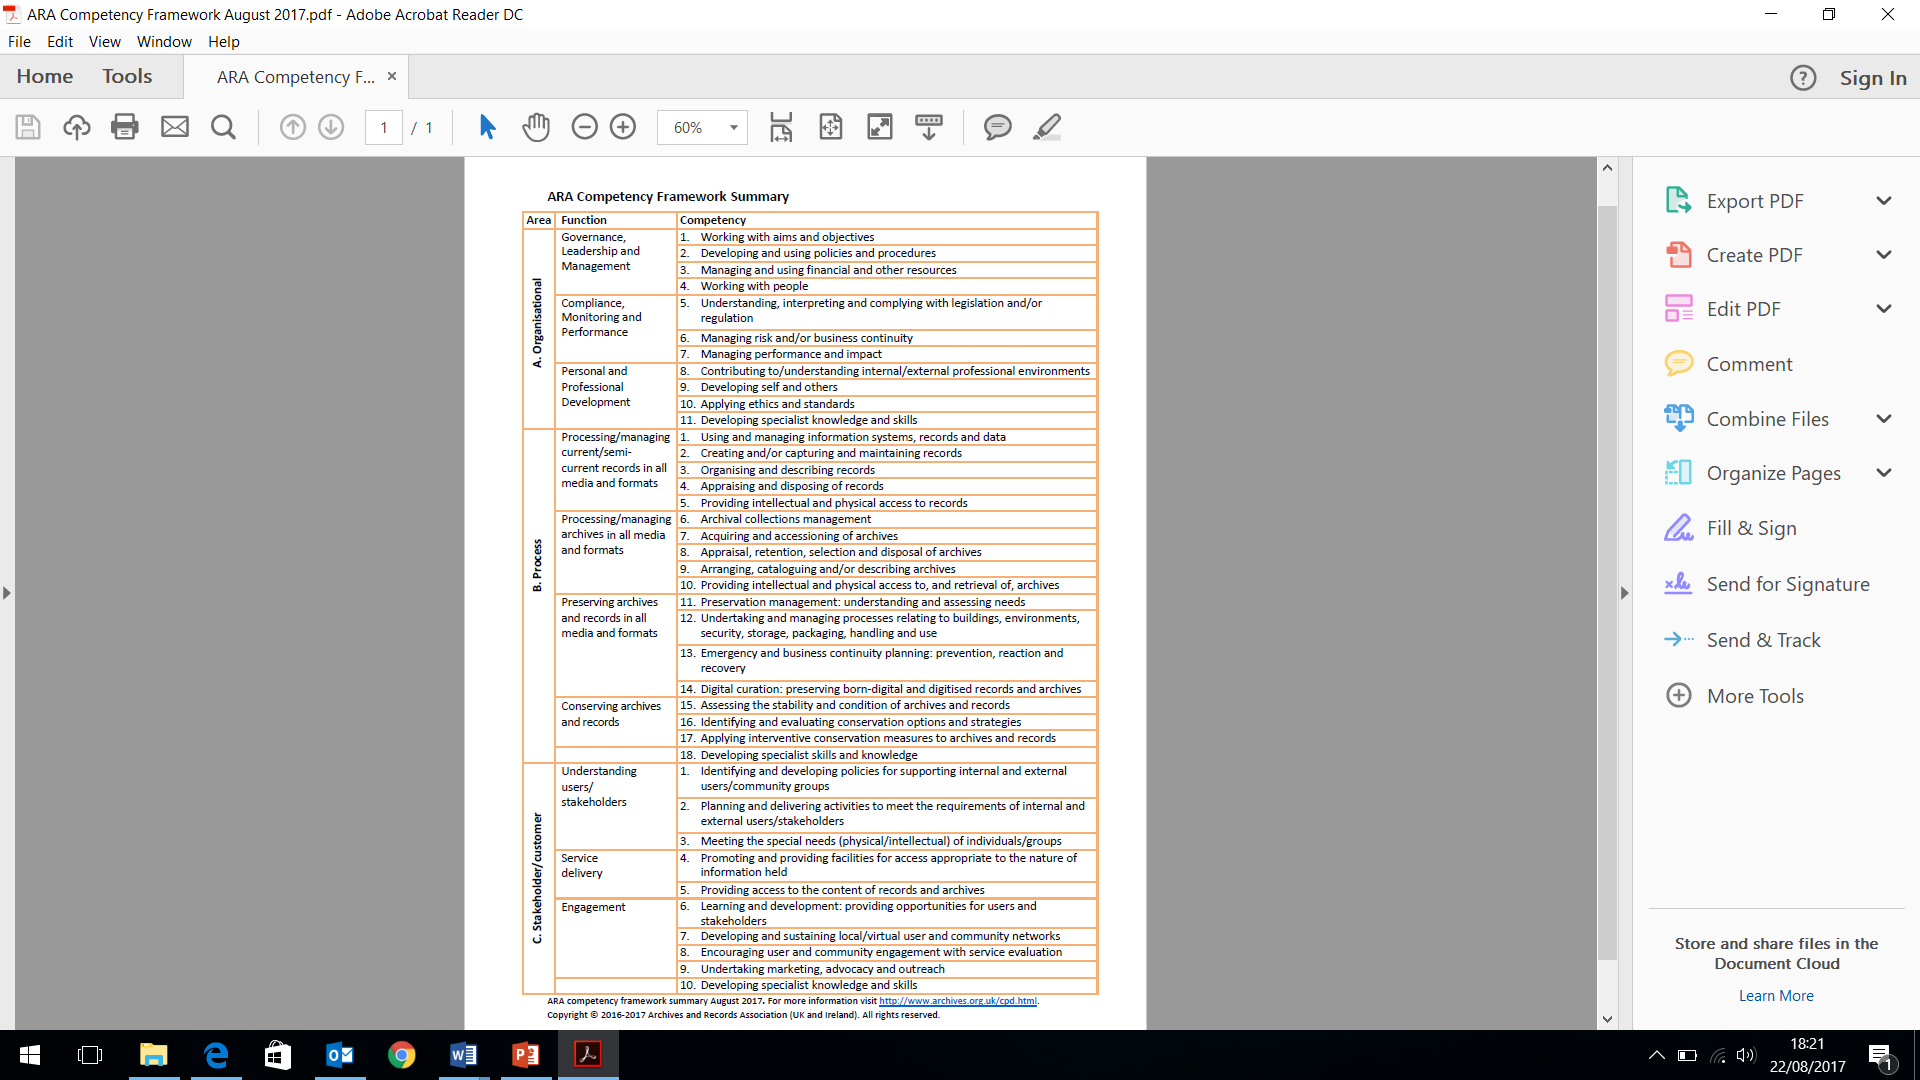 ARA Competency Framework August 2017.pdf - Adobe Acrobat Reader DC
File Edit View Window Help
Home Tools ARA Competency F... × ? Sign In
1 / 1 60%
ARA Competency Framework Summary
Area Function Competency
A. Organisational
Governance,
Leadership and
Management
1. Working with aims and objectives
2. Developing and using policies and procedures
3. Managing and using financial and other resources
4. Working with people
Compliance,
Monitoring and
Performance
5. Understanding, interpreting and complying with legislation and/or
regulation
6. Managing risk and/or business continuity
7. Managing performance and impact
Personal and
Professional
Development
8. Contributing to/understanding internal/external professional environments
9. Developing self and others
10. Applying ethics and standards
11. Developing specialist knowledge and skills
B. Process
Processing/managing
current/semi-
current records in all
media and formats
1. Using and managing information systems, records and data
2. Creating and/or capturing and maintaining records
3. Organising and describing records
4. Appraising and disposing of records
5. Providing intellectual and physical access to records
Processing/managing
archives in all media
and formats
6. Archival collections management
7. Acquiring and accessioning of archives
8. Appraisal, retention, selection and disposal of archives
9. Arranging, cataloguing and/or describing archives
10. Providing intellectual and physical access to, and retrieval of, archives
Preserving archives
and records in all
media and formats
11. Preservation management: understanding and assessing needs
12. Undertaking and managing processes relating to buildings, environments,
security, storage, packaging, handling and use
13. Emergency and business continuity planning: prevention, reaction and
recovery
14. Digital curation: preserving born-digital and digitised records and archives
Conserving archives
and records
15. Assessing the stability and condition of archives and records
16. Identifying and evaluating conservation options and strategies
17. Applying interventive conservation measures to archives and records
18. Developing specialist skills and knowledge
C. Stakeholder/customer
Understanding
users/
stakeholders
1. Identifying and developing policies for supporting internal and external
users/community groups
2. Planning and delivering activities to meet the requirements of internal and
external users/stakeholders
3. Meeting the special needs (physical/intellectual) of individuals/groups
Service
delivery
4. Promoting and providing facilities for access appropriate to the nature of
information held
5. Providing access to the content of records and archives
Engagement
6. Learning and development: providing opportunities for users and
stakeholders
7. Developing and sustaining local/virtual user and community networks
8. Encouraging user and community engagement with service evaluation
9. Undertaking marketing, advocacy and outreach
10. Developing specialist knowledge and skills
ARA competency framework summary August 2017. For more information visit http://www.archives.org.uk/cpd.html.
Copyright © 2016-2017 Archives and Records Association (UK and Ireland). All rights reserved.
Export PDF
Create PDF
Edit PDF
Comment
Combine Files
Organize Pages
Fill & Sign
Send for Signature
Send & Track
More Tools
Store and share files in the
Document Cloud
Learn More
18:21
22/08/2017
1